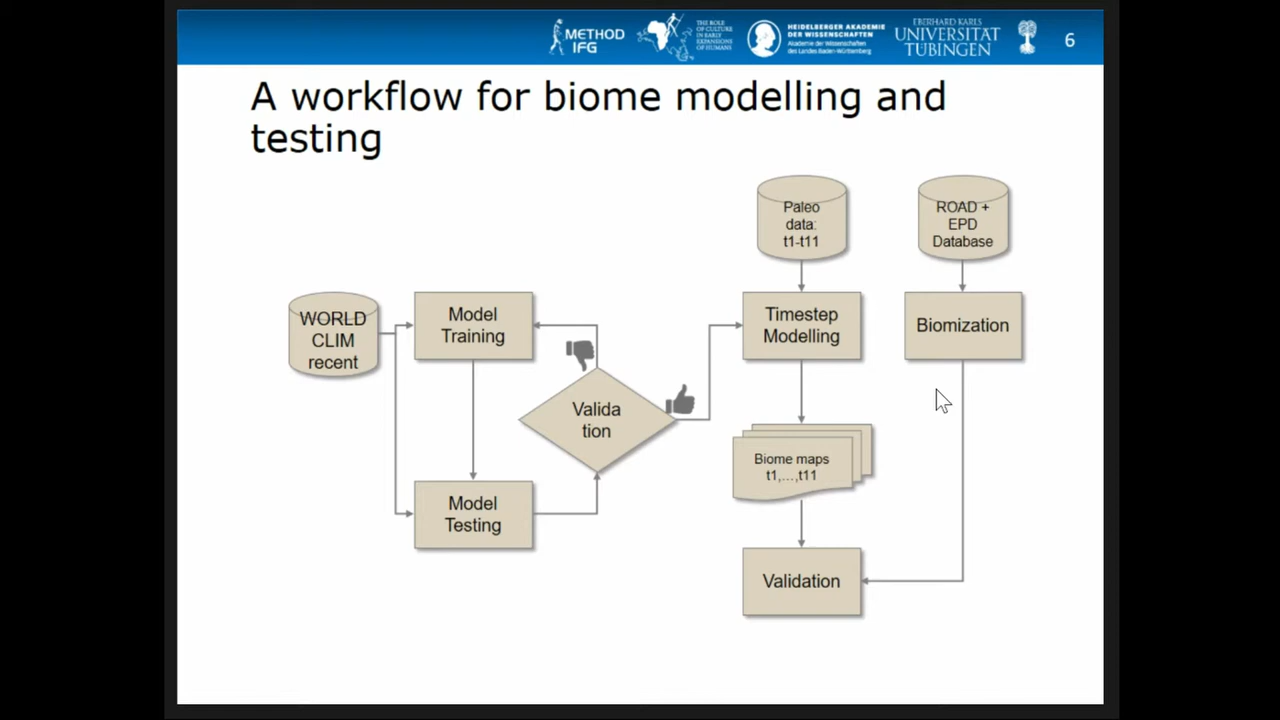 METHOD
IFG
THE ROLE
OF CULTURE
IN EARLY
EXPANSIONS
OF HUMANS
HEIDELBERGER AKADEMIE
DER WISSENSCHAFTEN
Akademie der Wissenschaften
des Landes Baden-Württemberg
EBERHARD KARLS
UNIVERSITÄT
TÜBINGEN
6
A workflow for biome modelling and
testing
Paleo
data:
t1-t11
ROAD +
EPD
Database
WORLD
CLIM
recent
Model
Training
Timestep
Modelling
Biomization
Valida
tion
Biome maps
t1,...,t11
Model
Testing
Validation